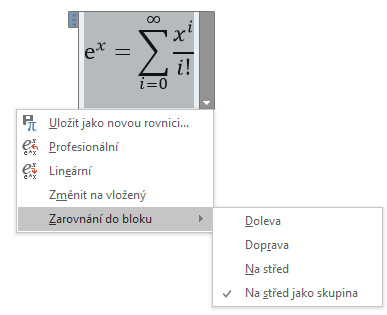 e^x = ∑_{i=0}^{∞} x^i / i!
Uložit jako novou rovnici...
Profesionální
Lingární
Změnit na vložený
Zarovnání do bloku
Doleva
Doprava
Na střed
Na střed jako skupina